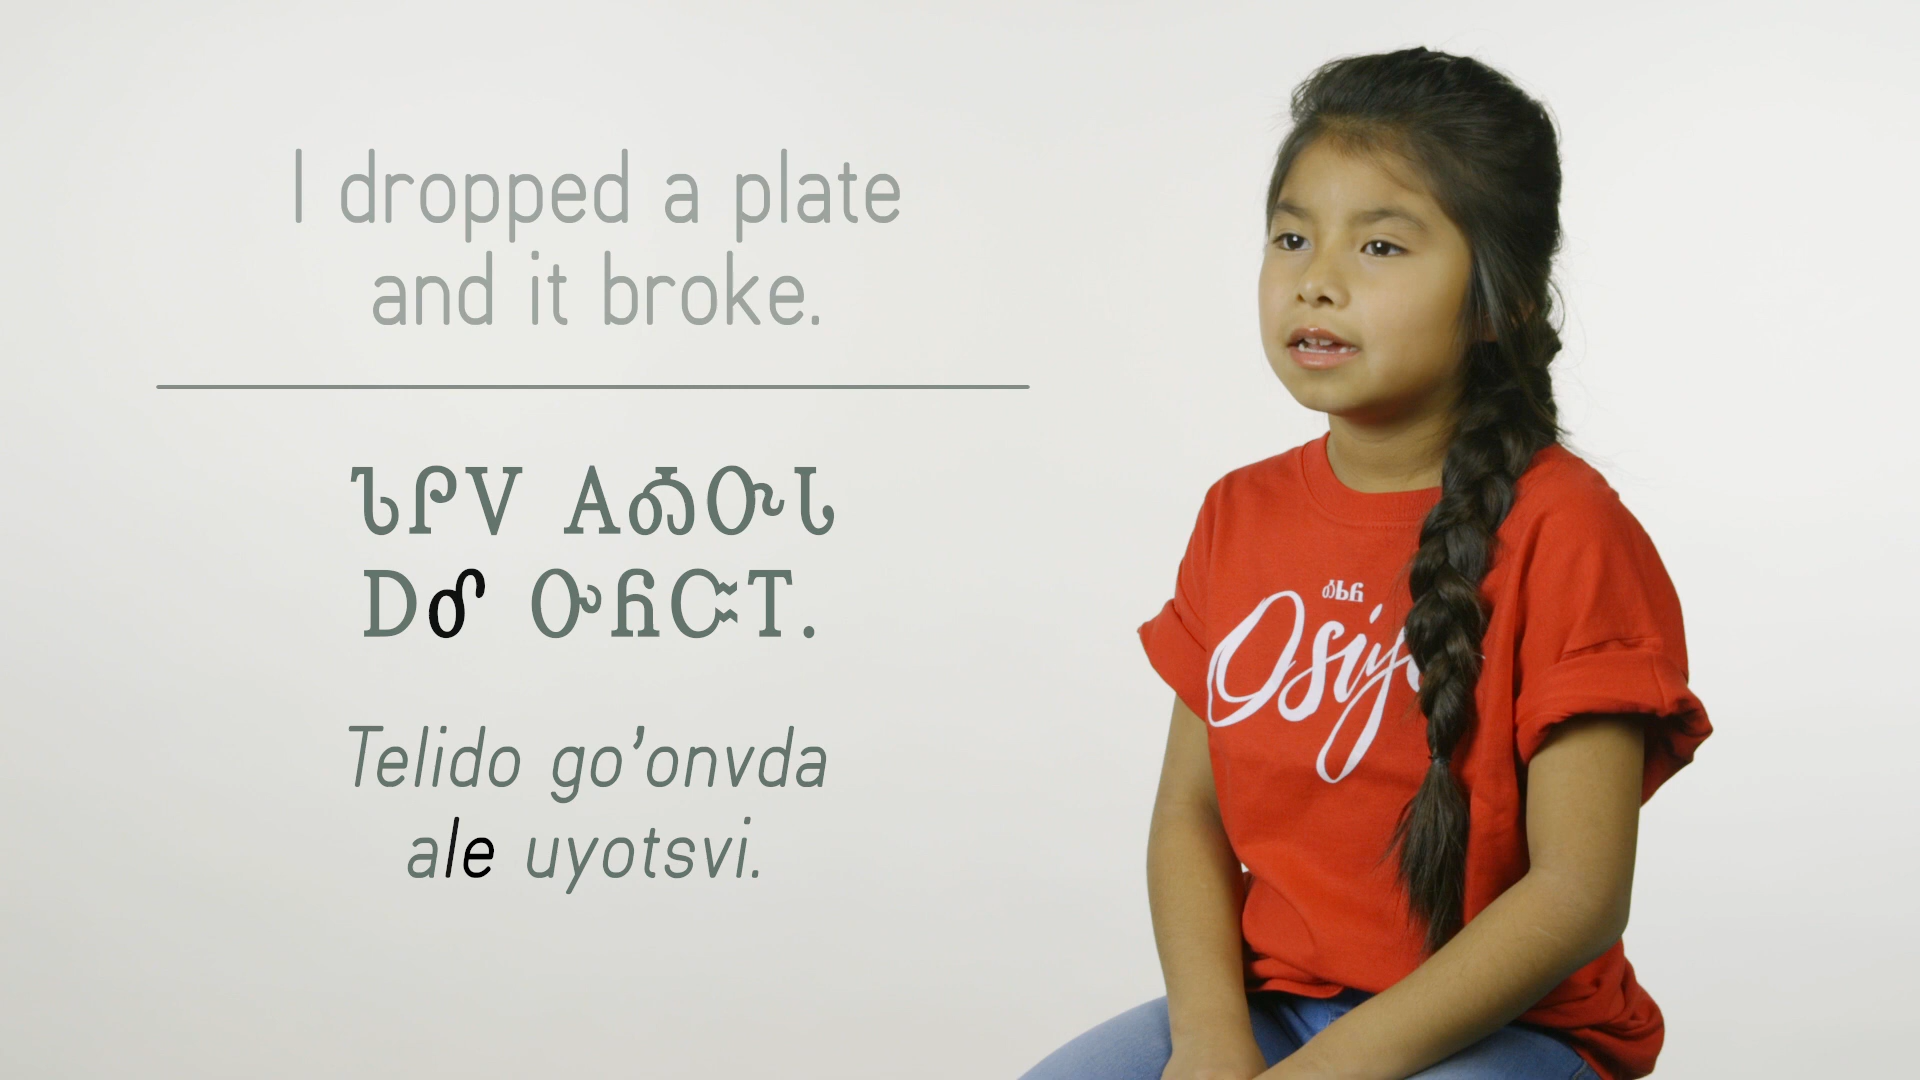 I dropped a plate
and it broke.
ᏖᎵᏙ ᎪᎣᏅᏓ
ᎠᎴ ᎤᏲᏨᎢ.
Telido go’onvda
ale uyotsvi.
ᎣᏏᏲ
Osiyo